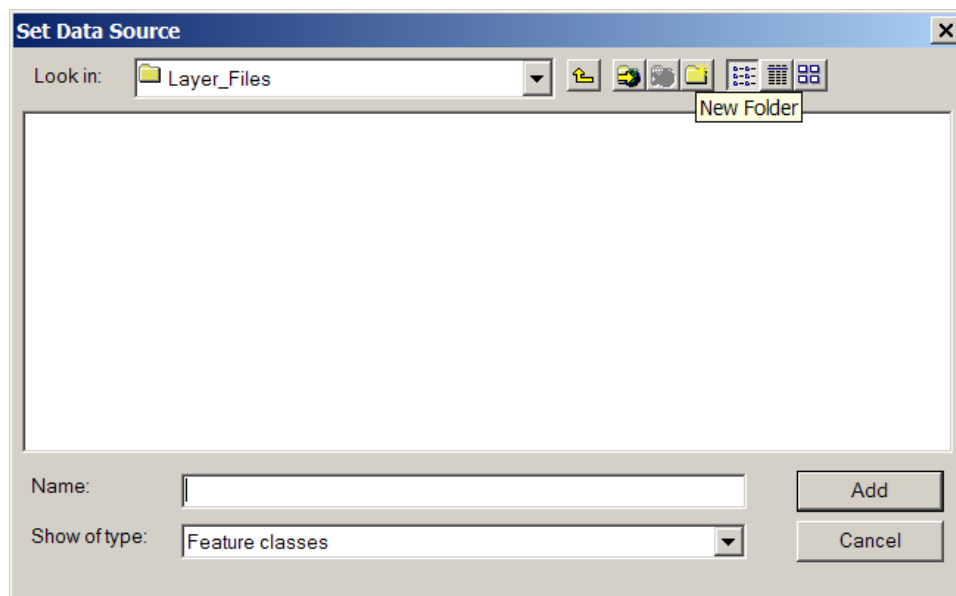 Set Data Source
Look in: Layer_Files
New Folder
Name: Add
Show of type: Feature classes Cancel